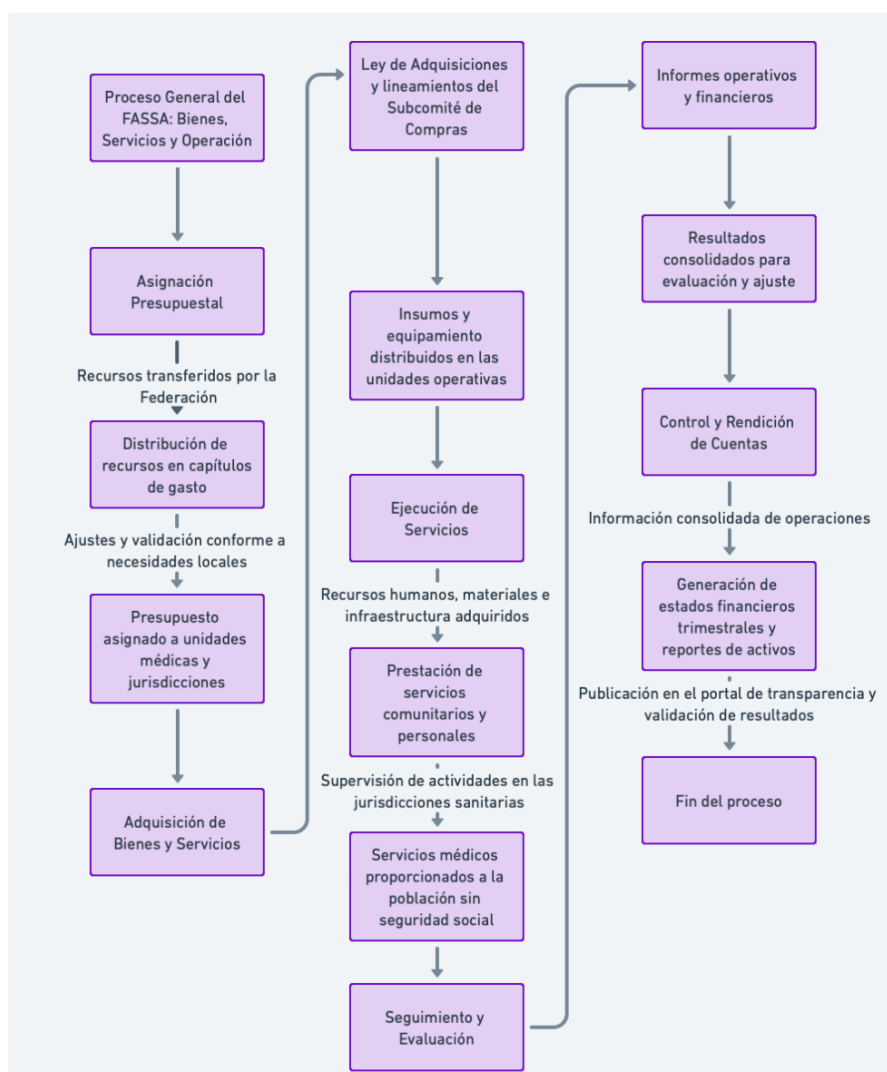 Proceso General del
FASSA: Bienes,
Servicios y Operación
Asignación
Presupuestal
Recursos transferidos por la
Federación
Distribución de
recursos en capítulos
de gasto
Ajustes y validación conforme a
necesidades locales
Presupuesto
asignado a unidades
médicas y
jurisdicciones
Adquisición de
Bienes y Servicios
Ley de Adquisiciones
y lineamientos del
Subcomité de
Compras
Insumos y
equipamiento
distribuidos en las
unidades operativas
Ejecución de
Servicios
Recursos humanos, materiales e
infraestructura adquiridos
Prestación de
servicios
comunitarios y
personales
Supervisión de actividades en las
jurisdicciones sanitarias
Servicios médicos
proporcionados a la
población sin
seguridad social
Seguimiento y
Evaluación
Informes operativos
y financieros
Resultados
consolidados para
evaluación y ajuste
Control y Rendición
de Cuentas
Información consolidada de operaciones
Generación de
estados financieros
trimestrales y
reportes de activos
Publicación en el portal de transparencia y
validación de resultados
Fin del proceso